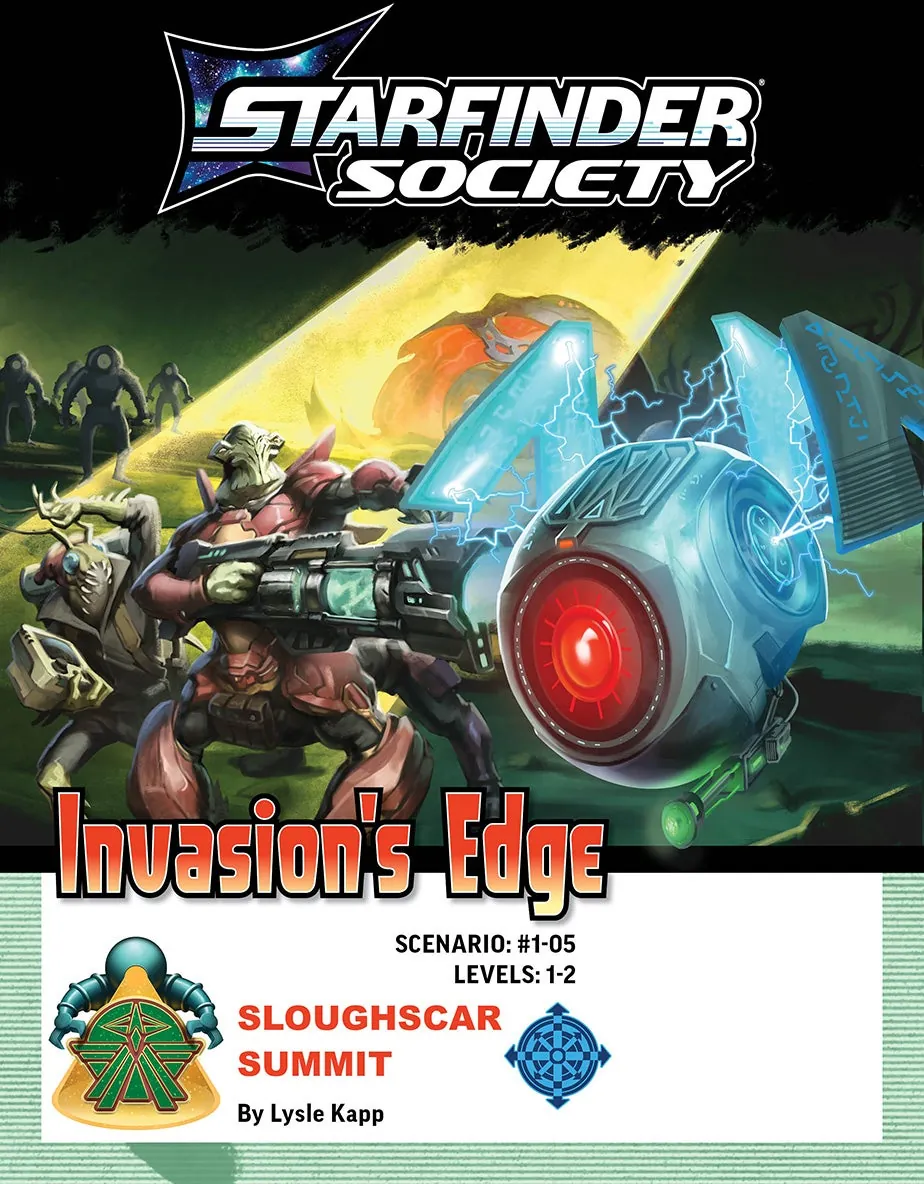 STARFINDER
SOCIETY
Invasion's Edge
SCENARIO: #1-05
LEVELS: 1-2
SLOUGHSCAR
SUMMIT
By Lysle Kapp